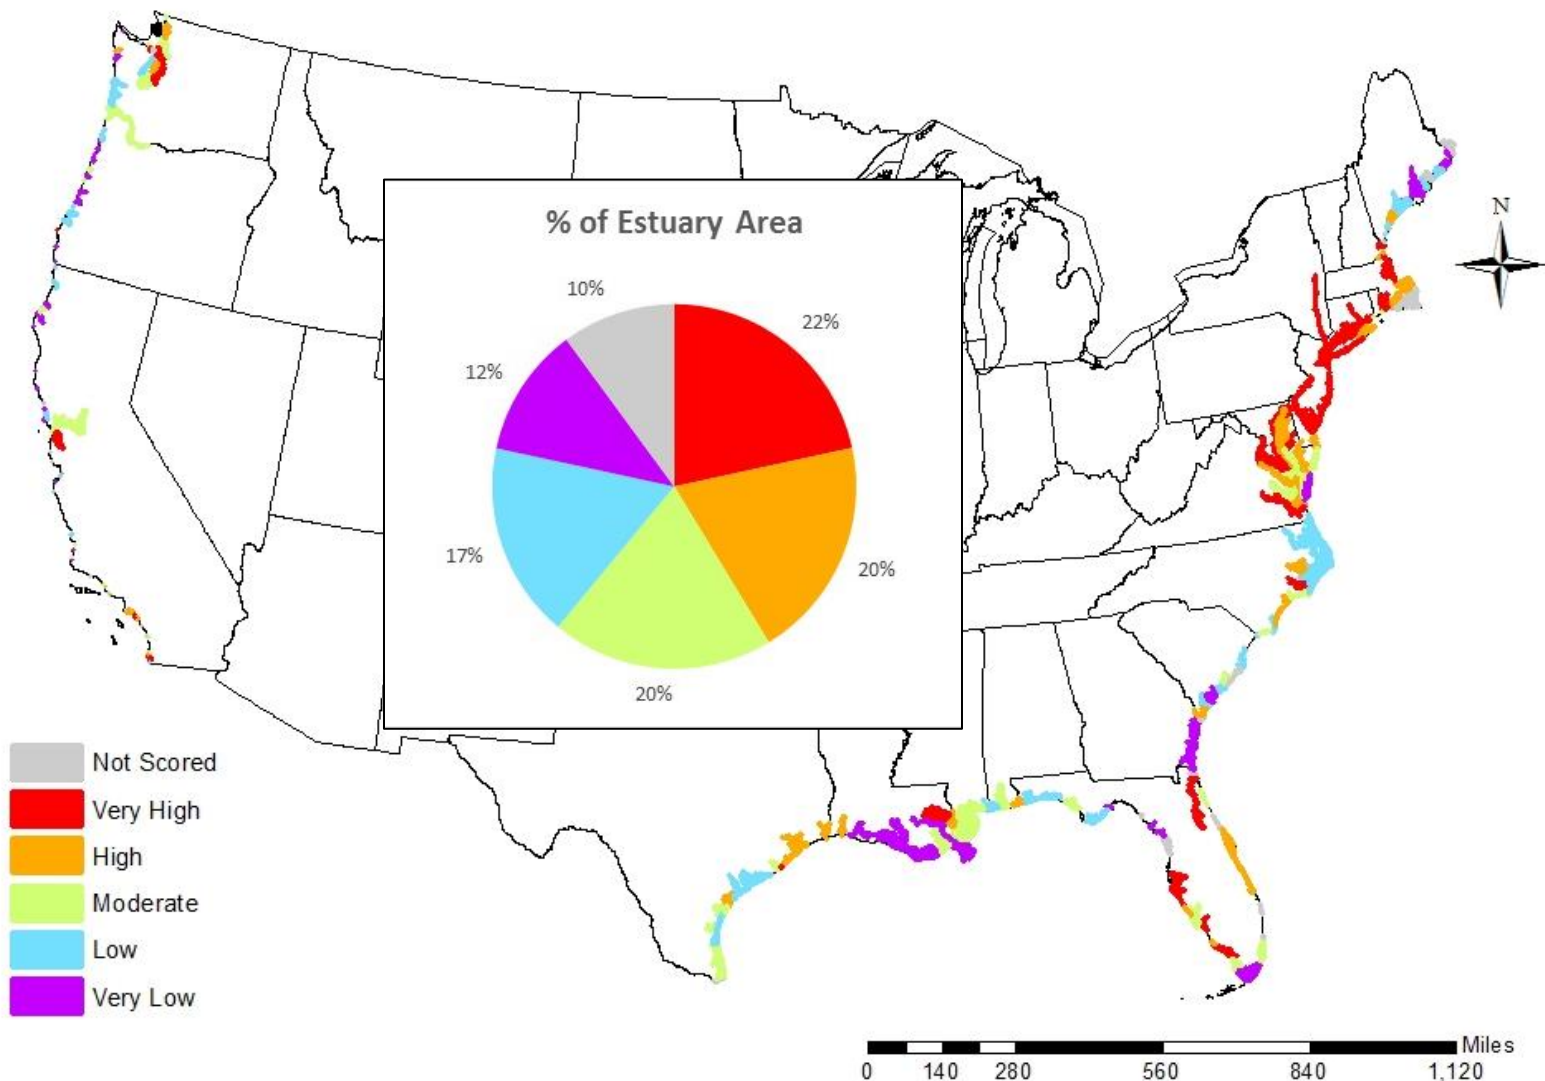 N
% of Estuary Area
10%
22%
12%
17%
20%
20%
Not Scored
Very High
High
Moderate
Low
Very Low
Miles
0 140 280 560 840 1,120